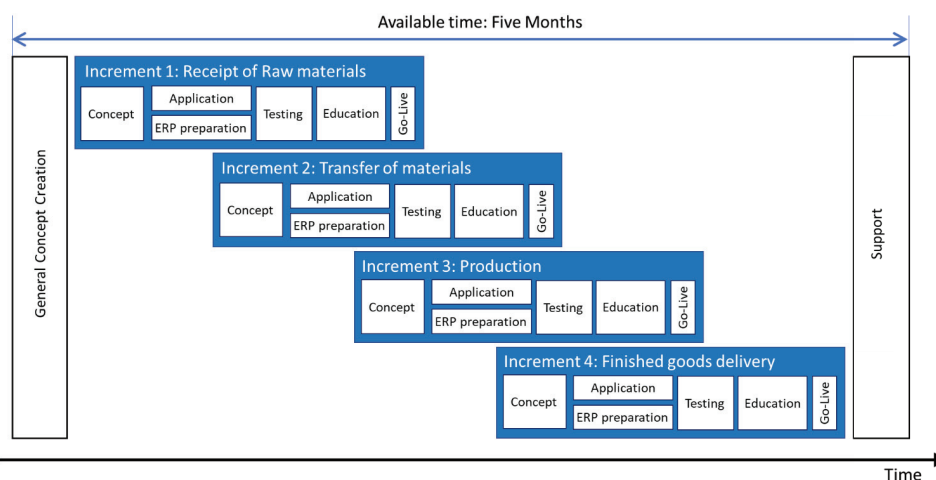 Available time: Five Months
General Concept Creation
Increment 1: Receipt of Raw materials
Concept
Application
ERP preparation
Testing
Education
Go-Live
Increment 2: Transfer of materials
Concept
Application
ERP preparation
Testing
Education
Go-Live
Increment 3: Production
Concept
Application
ERP preparation
Testing
Education
Go-Live
Increment 4: Finished goods delivery
Concept
Application
ERP preparation
Testing
Education
Go-Live
Support
Time